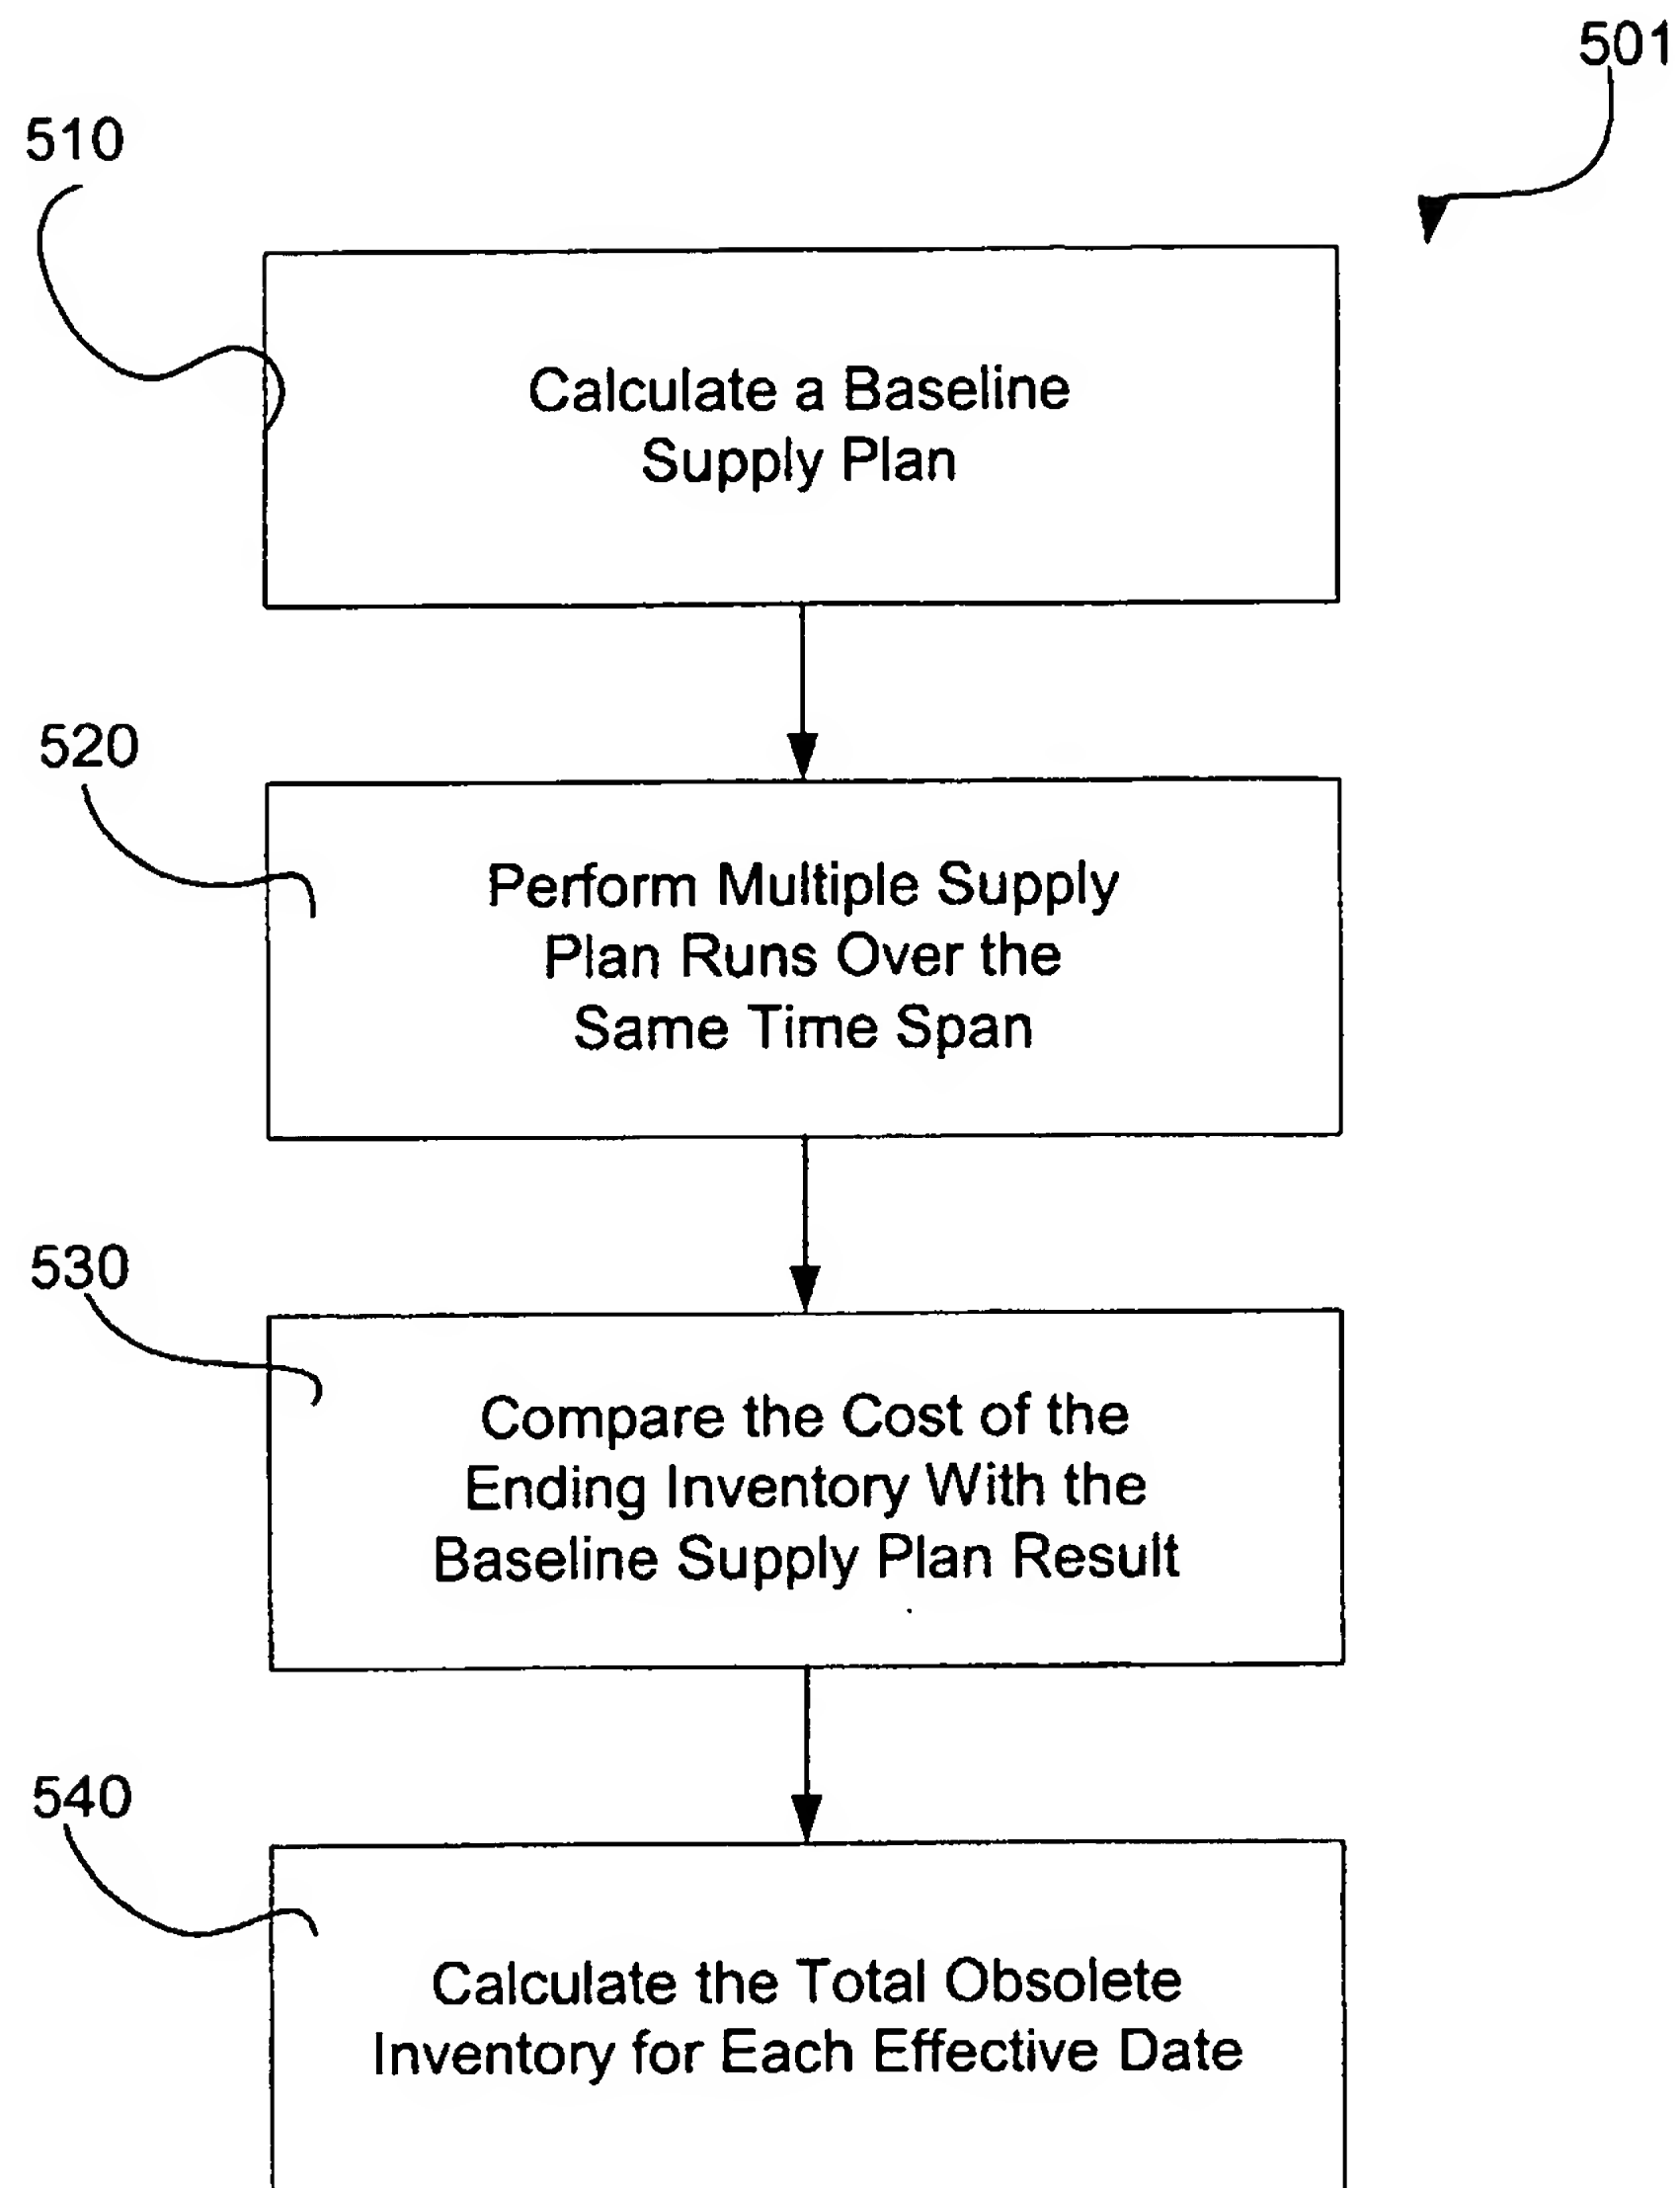 501
510
Calculate a Baseline
Supply Plan
520
Perform Multiple Supply
Plan Runs Over the
Same Time Span
530
Compare the Cost of the
Ending Inventory With the
Baseline Supply Plan Result
540
Calculate the Total Obsolete
Inventory for Each Effective Date